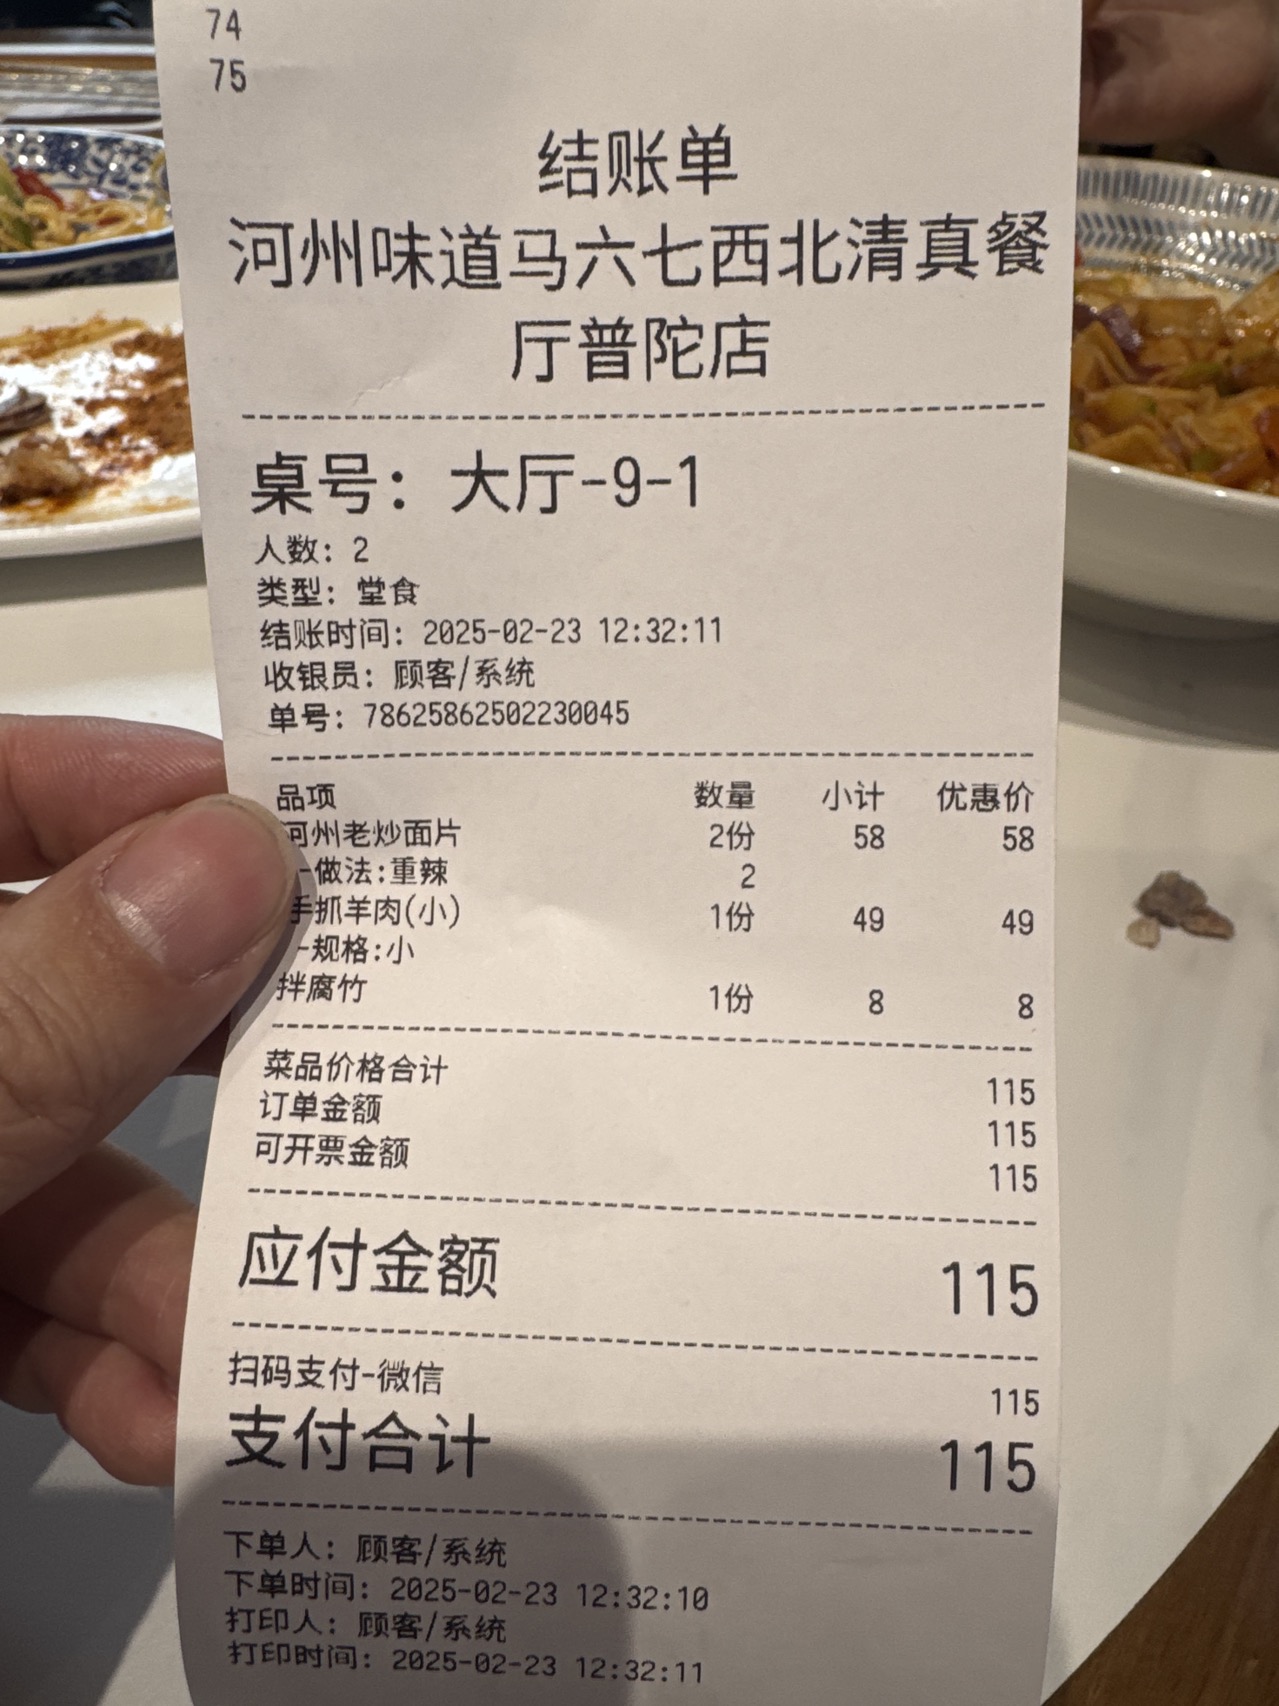 74
75
结账单
河州味道马六七西北清真餐
厅普陀店
桌号：大厅-9-1
人数：2
类型：堂食
结账时间：2025-02-23 12:32:11
收银员：顾客/系统
单号：78625862502230045
品项 数量 小计 优惠价
河州老炒面片 2份 58 58
-做法:重辣 2
手抓羊肉(小) 1份 49 49
-规格:小
拌腐竹 1份 8 8
菜品价格合计 115
订单金额 115
可开票金额 115
应付金额 115
扫码支付-微信 115
支付合计 115
下单人：顾客/系统
下单时间：2025-02-23 12:32:10
打印人：顾客/系统
打印时间：2025-02-23 12:32:11